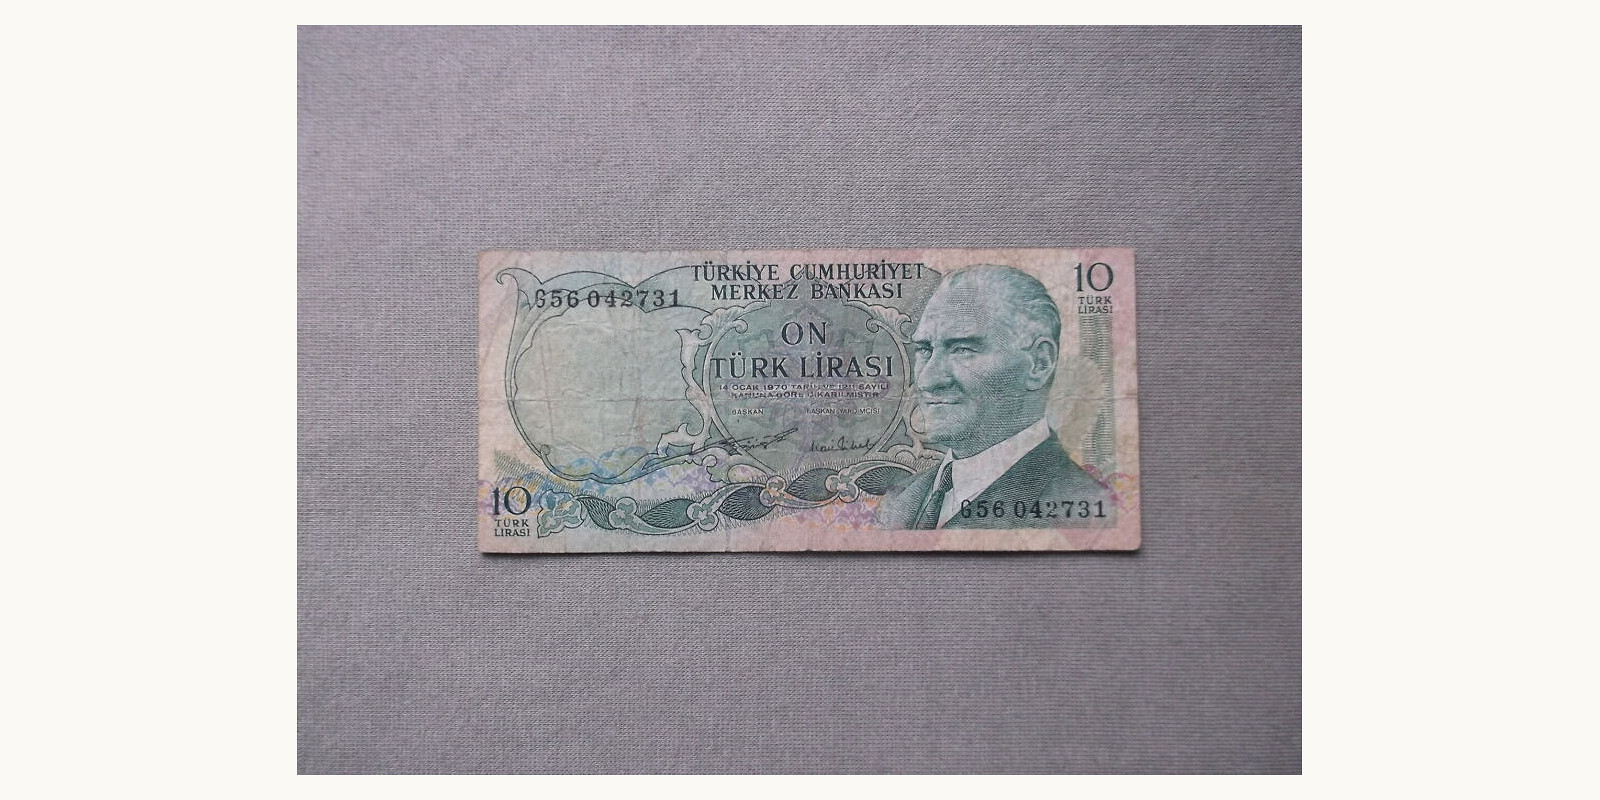 TÜRKİYE CUMHURİYET
MERKEZ BANKASI
G56 042731
10
TÜRK
LİRASI
ON
TÜRK LİRASI
14 OCAK 1970 TARİH VE 1211 SAYILI
KANUNA GÖRE ÇIKARILMIŞTIR
BAŞKAN BAŞKAN YARDIMCISI
10
TÜRK
LİRASI
G56 042731